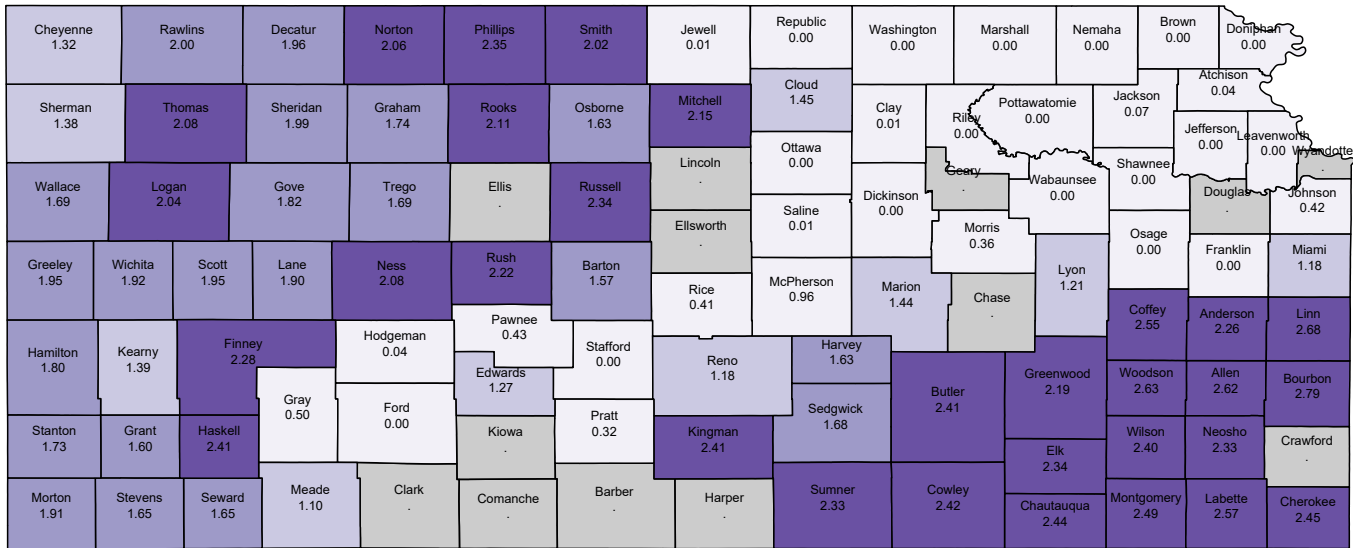 Cheyenne
1.32
Rawlins
2.00
Decatur
1.96
Norton
2.06
Phillips
2.35
Smith
2.02
Jewell
0.01
Republic
0.00
Washington
0.00
Marshall
0.00
Nemaha
0.00
Brown
0.00
Doniphan
0.00
Sherman
1.38
Thomas
2.08
Sheridan
1.99
Graham
1.74
Rooks
2.11
Osborne
1.63
Mitchell
2.15
Cloud
1.45
Clay
0.01
Riley
0.00
Pottawatomie
0.00
Jackson
0.07
Atchison
0.04
Jefferson
0.00
Leavenworth
0.00
Wyandotte
.
Wallace
1.69
Logan
2.04
Gove
1.82
Trego
1.69
Ellis
.
Russell
2.34
Lincoln
.
Ottawa
0.00
Dickinson
0.00
Geary
.
Wabaunsee
0.00
Shawnee
0.00
Douglas
.
Johnson
0.42
Ellsworth
.
Saline
0.01
Morris
0.36
Osage
0.00
Franklin
0.00
Miami
1.18
Greeley
1.95
Wichita
1.92
Scott
1.95
Lane
1.90
Ness
2.08
Rush
2.22
Barton
1.57
Rice
0.41
McPherson
0.96
Marion
1.44
Chase
.
Lyon
1.21
Coffey
2.55
Anderson
2.26
Linn
2.68
Hamilton
1.80
Kearny
1.39
Finney
2.28
Hodgeman
0.04
Pawnee
0.43
Stafford
0.00
Edwards
1.27
Reno
1.18
Harvey
1.63
Butler
2.41
Greenwood
2.19
Woodson
2.63
Allen
2.62
Bourbon
2.79
Gray
0.50
Ford
0.00
Pratt
0.32
Sedgwick
1.68
Stanton
1.73
Grant
1.60
Haskell
2.41
Kiowa
.
Kingman
2.41
Elk
2.34
Wilson
2.40
Neosho
2.33
Crawford
.
Morton
1.91
Stevens
1.65
Seward
1.65
Meade
1.10
Clark
.
Comanche
.
Barber
.
Harper
.
Sumner
2.33
Cowley
2.42
Chautauqua
2.44
Montgomery
2.49
Labette
2.57
Cherokee
2.45